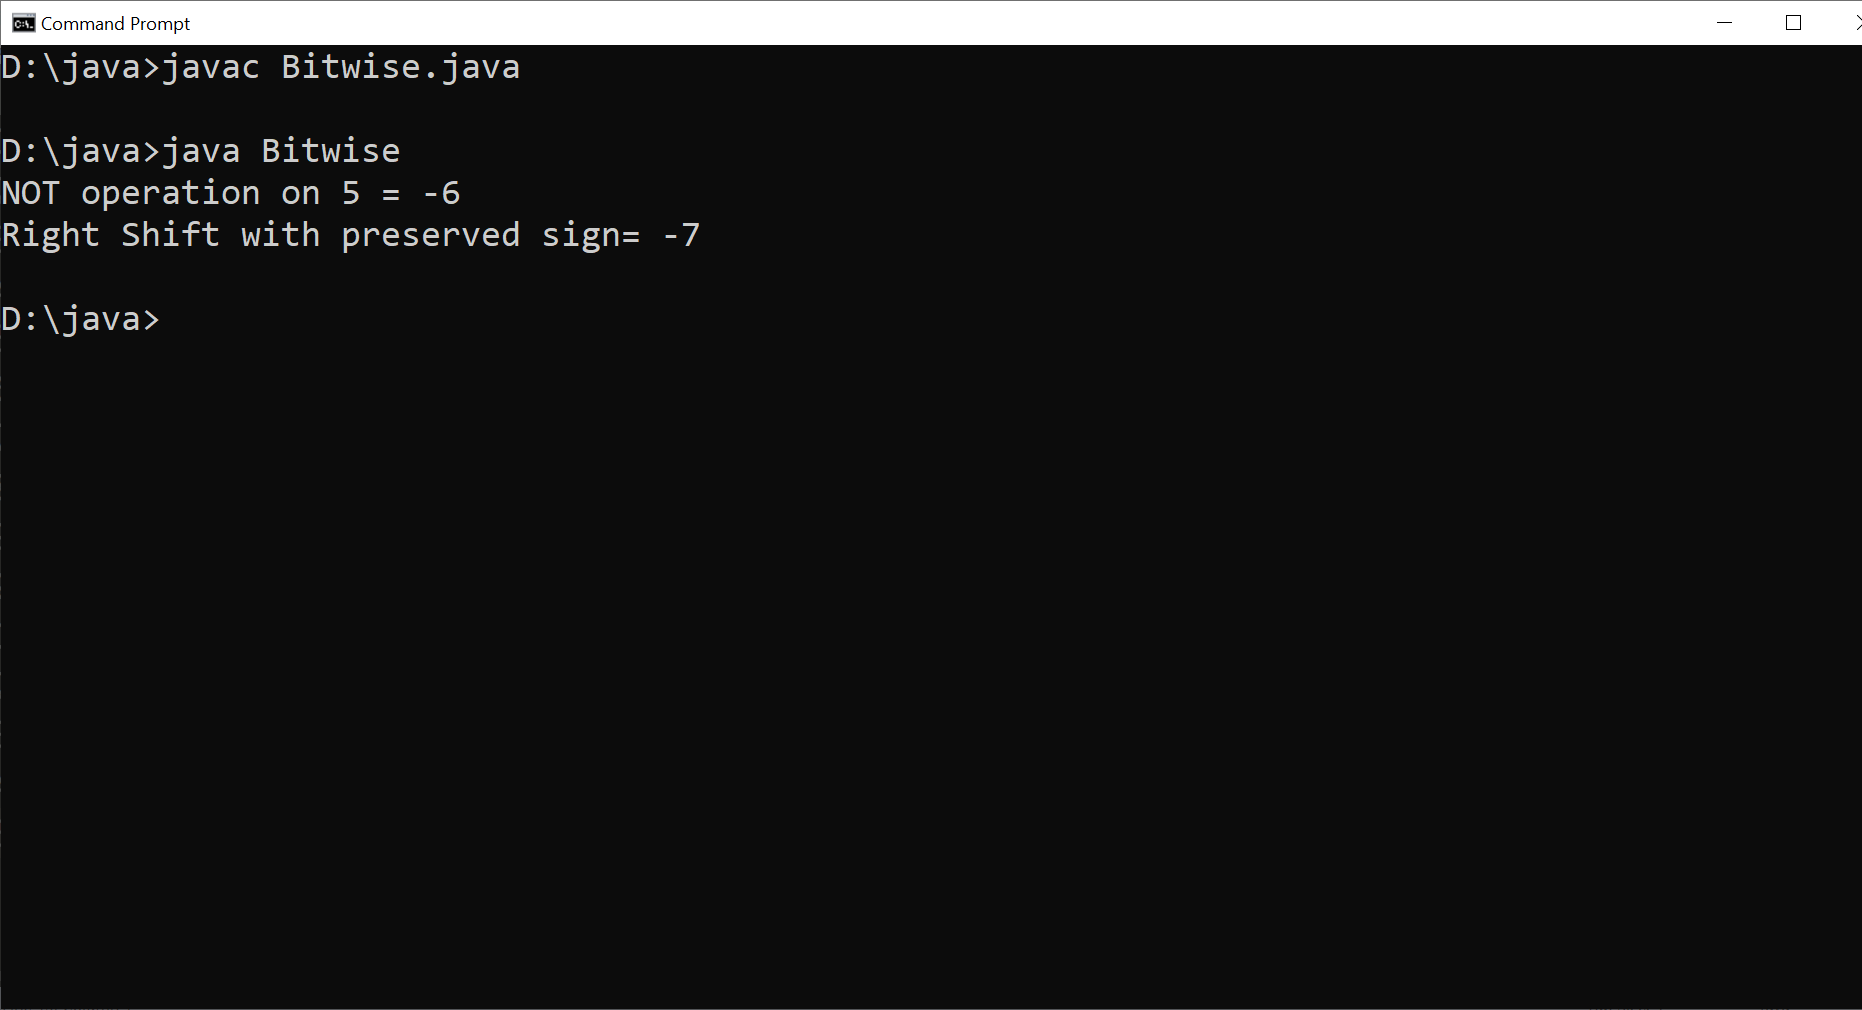 Command Prompt
D:\java>javac Bitwise.java
D:\java>java Bitwise
NOT operation on 5 = -6
Right Shift with preserved sign= -7
D:\java>